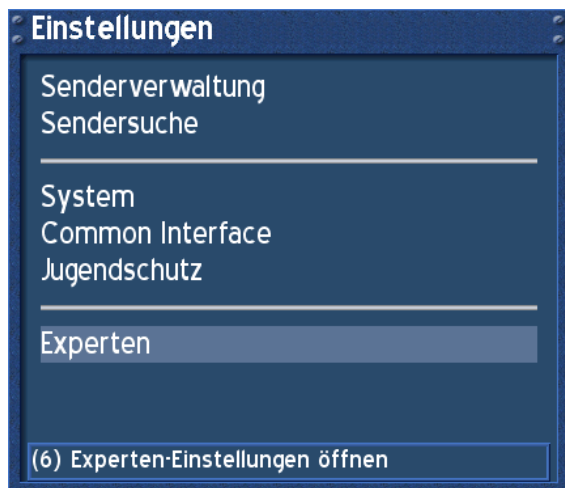 Einstellungen
Senderverwaltung
Sendersuche
System
Common Interface
Jugendschutz
Experten
(6) Experten-Einstellungen öffnen